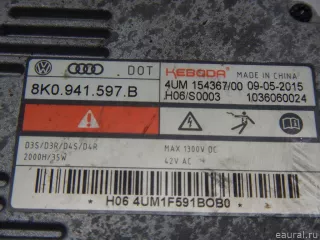 DOT
KEBODA
MADE IN CHINA
8K0.941.597.B
4UM 154367/00 09-05-2015
H06/S0003
1036060024
D3S/D3R/D4S/D4R
2000H/35W
MAX 1300V DC
42V AC
H06 4UM1F591B0B0
eaural.ru